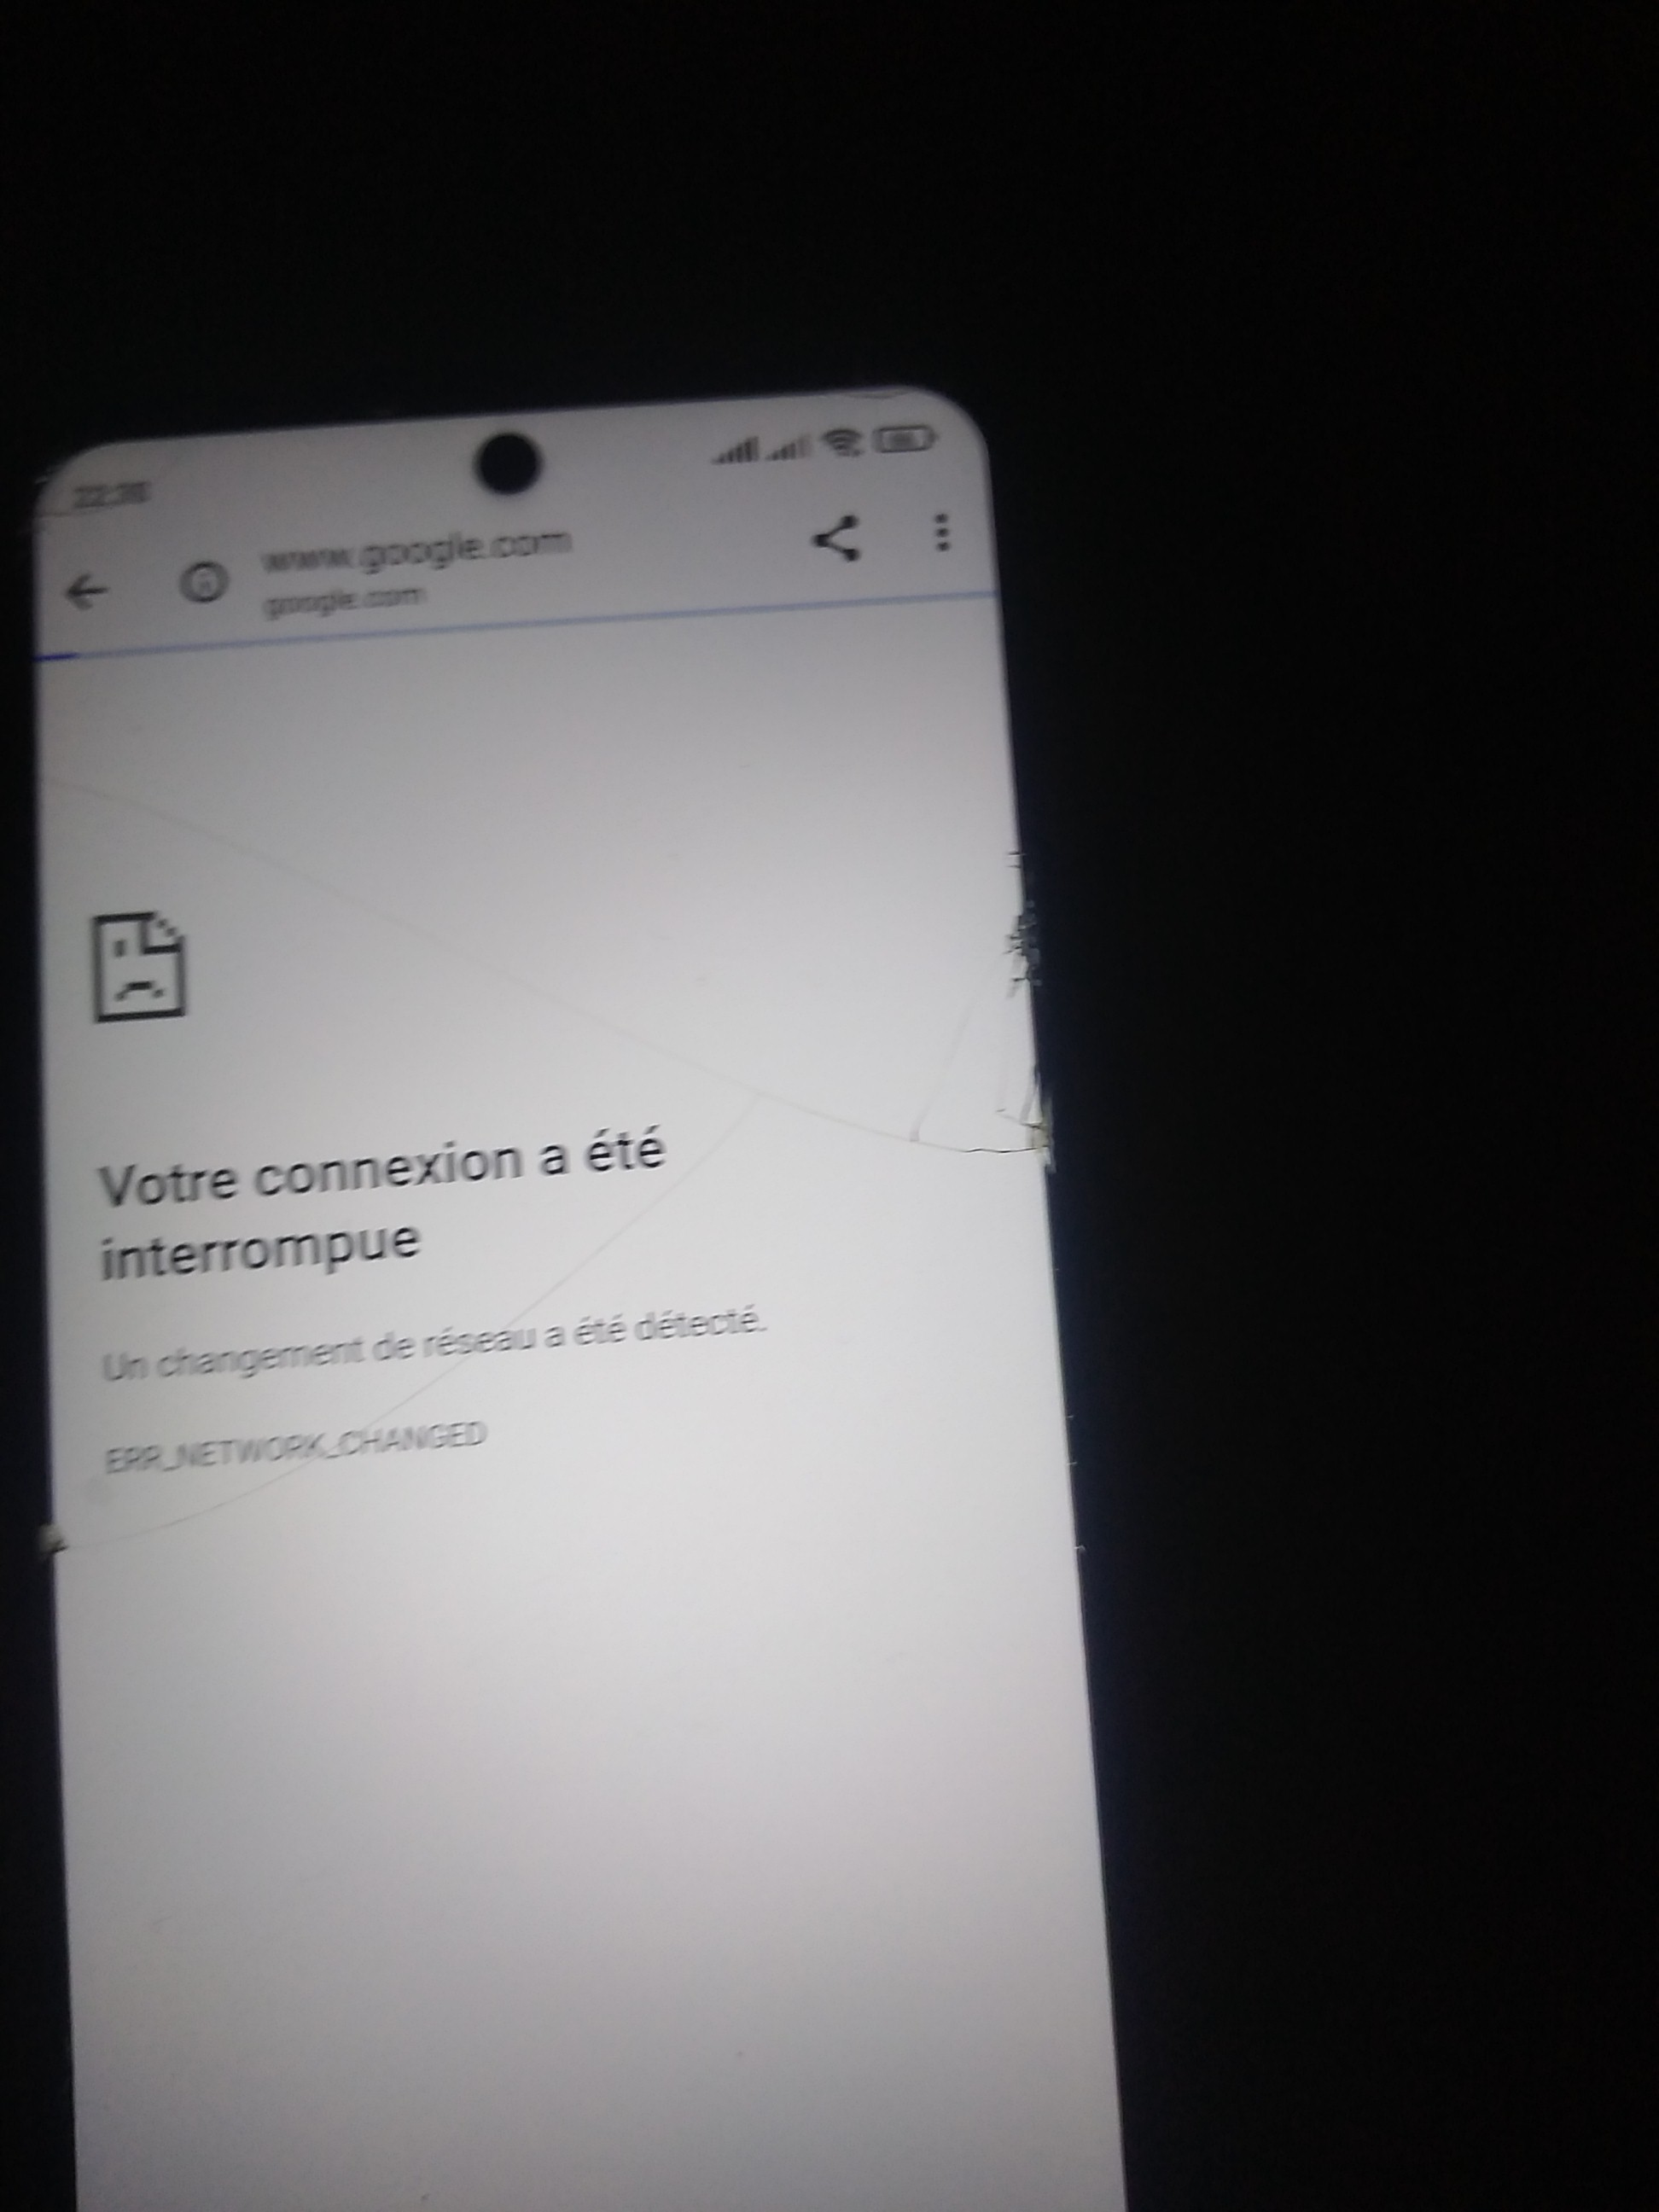 www.google.com
google.com
Votre connexion a été
interrompue
Un changement de réseau a été détecté.
ERR_NETWORK_CHANGED